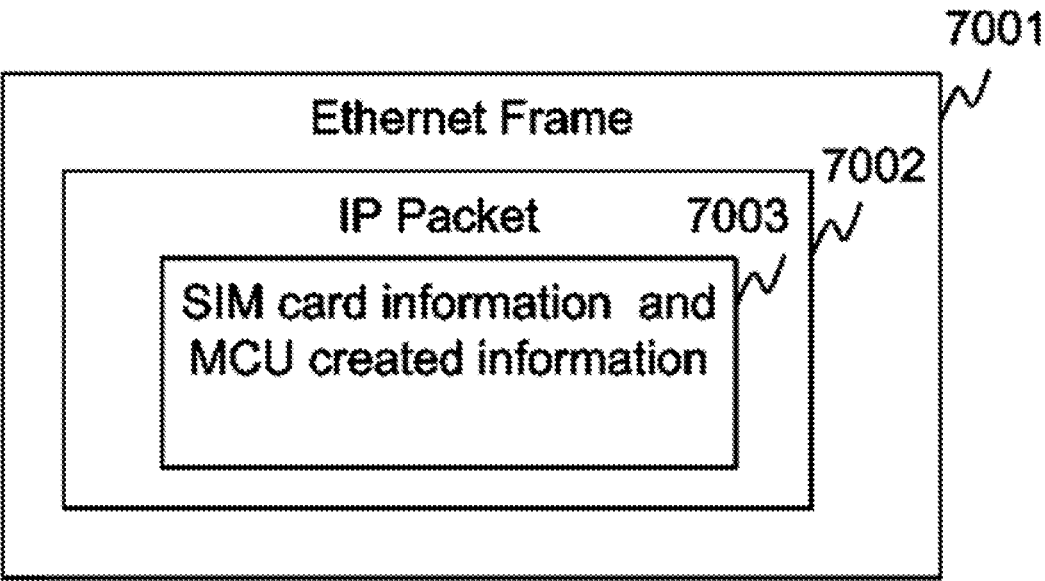 7001
Ethernet Frame
7002
IP Packet
7003
SIM card information and
MCU created information